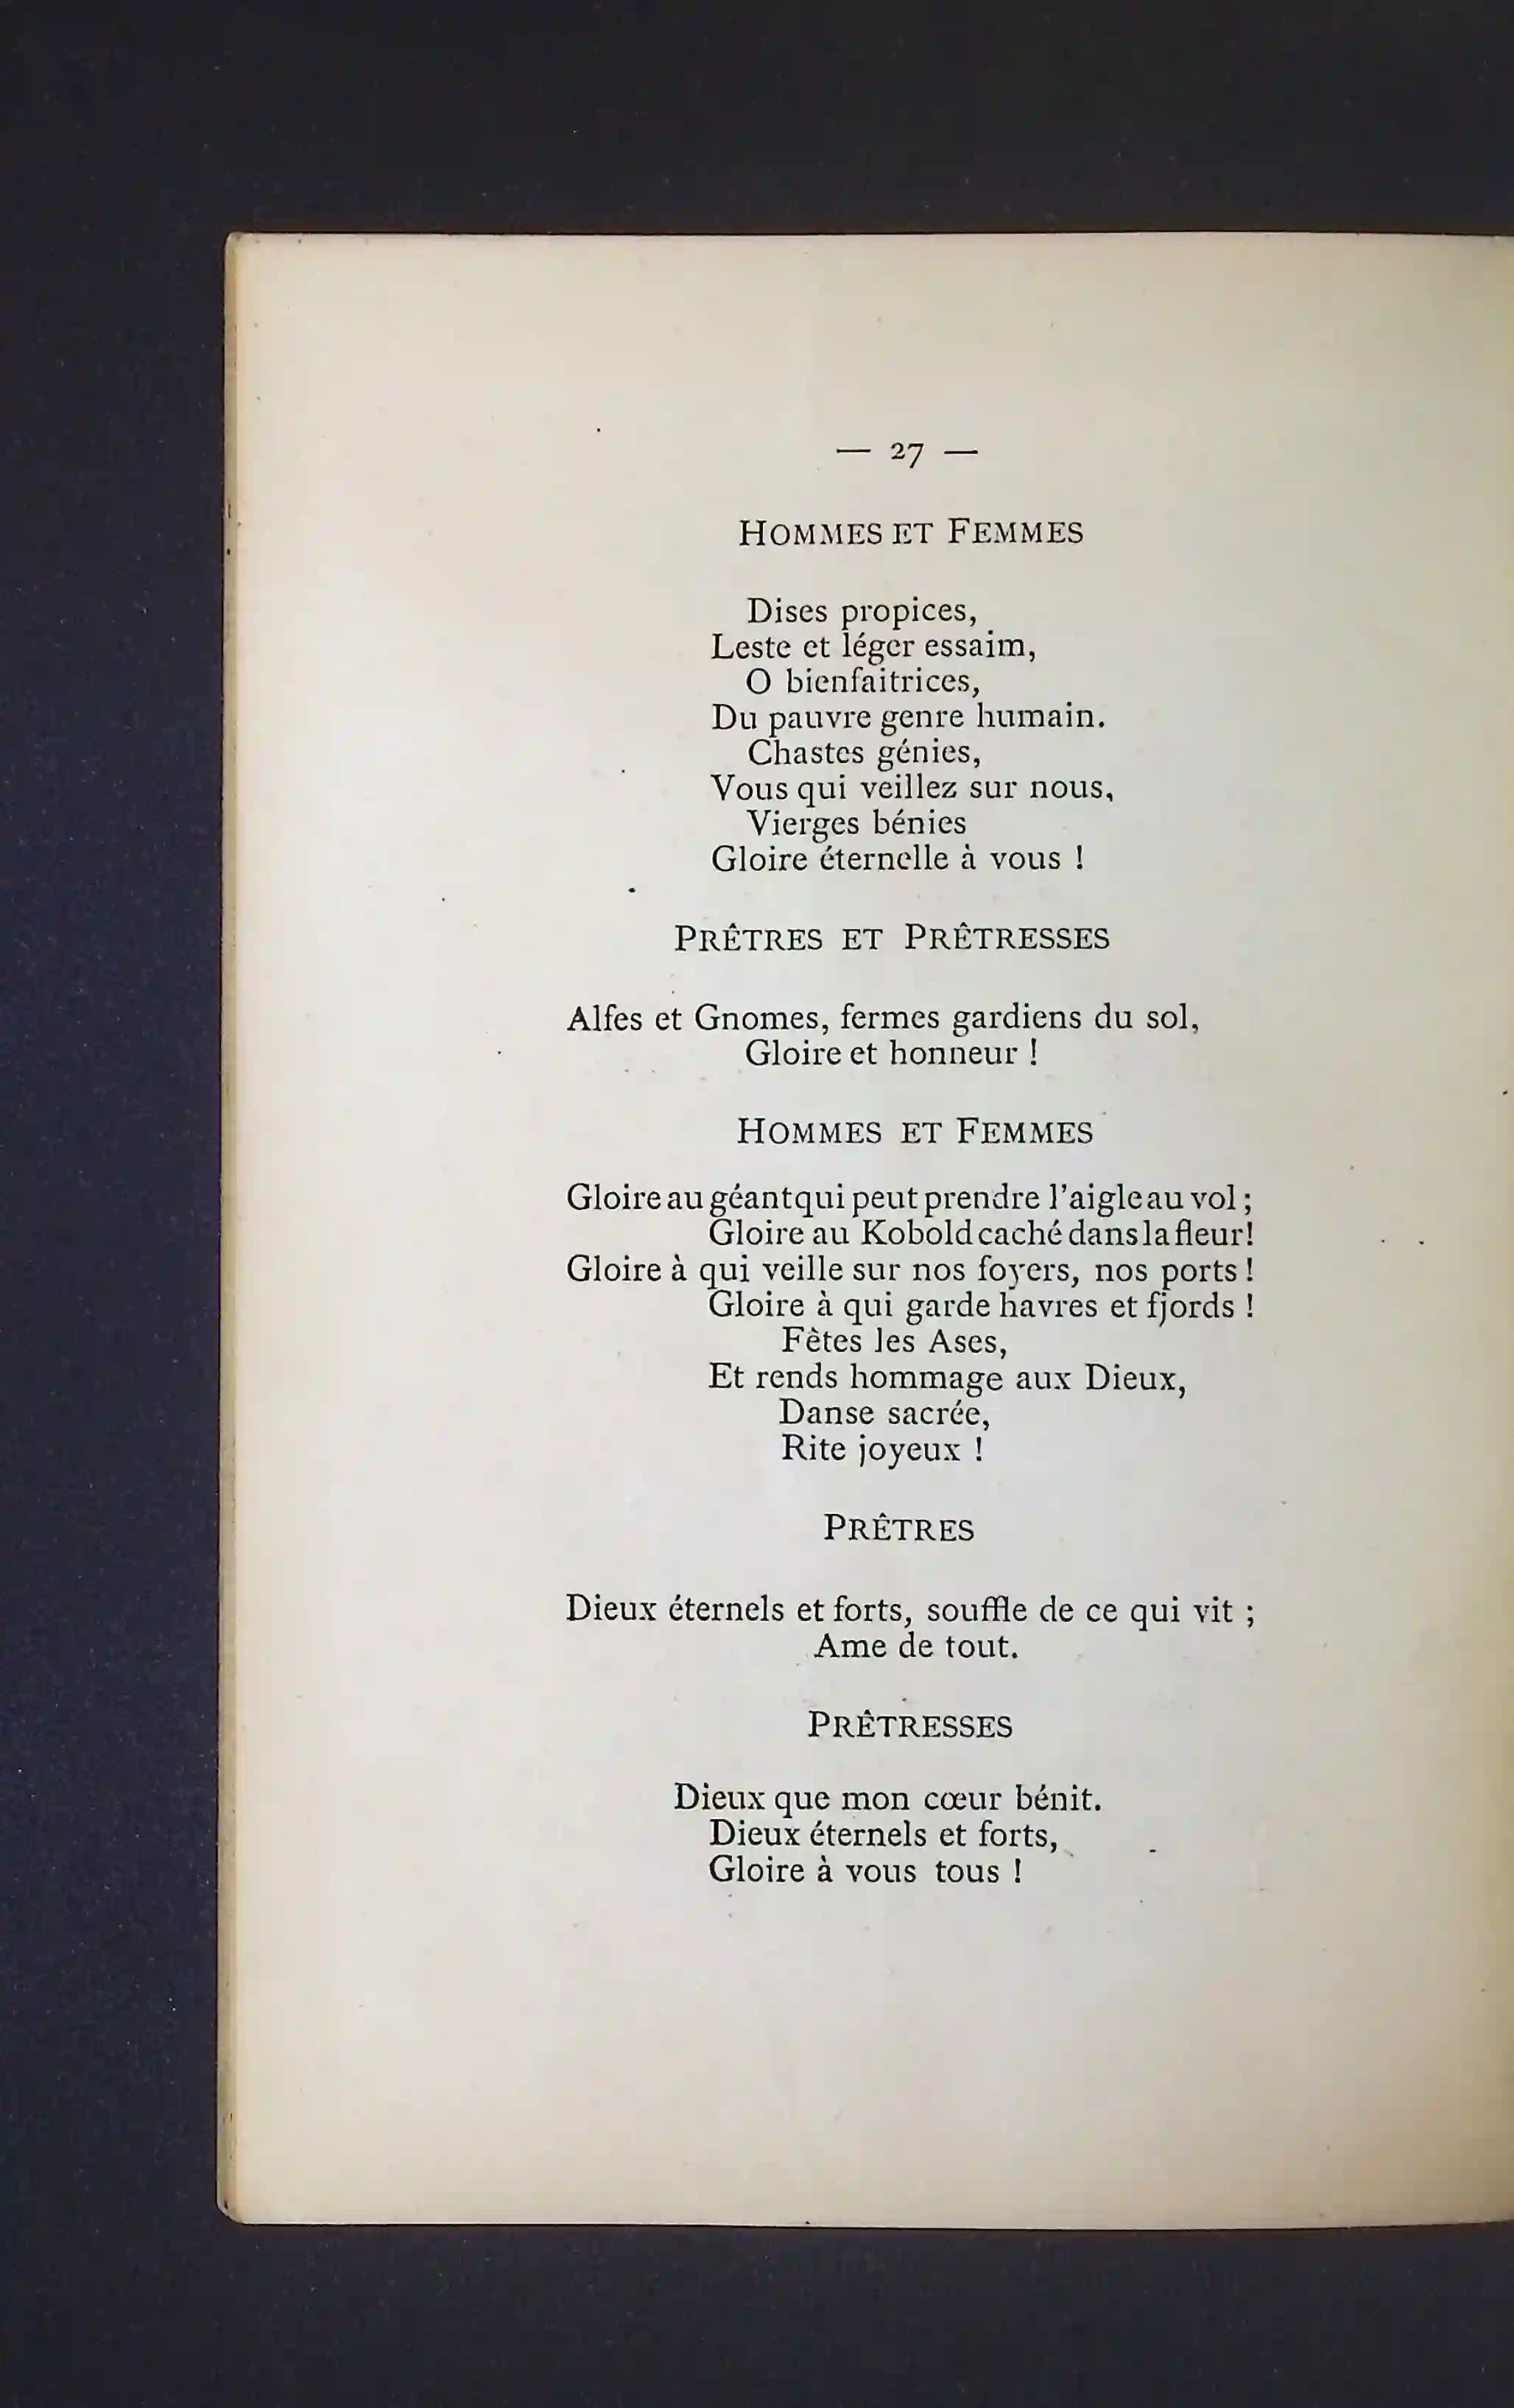 — 27 —
HOMMES ET FEMMES
Dises propices,
Leste et léger essaim,
O bienfaitrices,
Du pauvre genre humain.
Chastes génies,
Vous qui veillez sur nous,
Vierges bénies
Gloire éternelle à vous !
PRÊTRES ET PRÊTRESSES
Alfes et Gnomes, fermes gardiens du sol,
Gloire et honneur !
HOMMES ET FEMMES
Gloire au géant qui peut prendre l'aigle au vol ;
Gloire au Kobold caché dans la fleur!
Gloire à qui veille sur nos foyers, nos ports !
Gloire à qui garde havres et fjords !
Fêtes les Ases,
Et rends hommage aux Dieux,
Danse sacrée,
Rite joyeux !
PRÊTRES
Dieux éternels et forts, souffle de ce qui vit ;
Ame de tout.
PRÊTRESSES
Dieux que mon cœur bénit.
Dieux éternels et forts,
Gloire à vous tous !